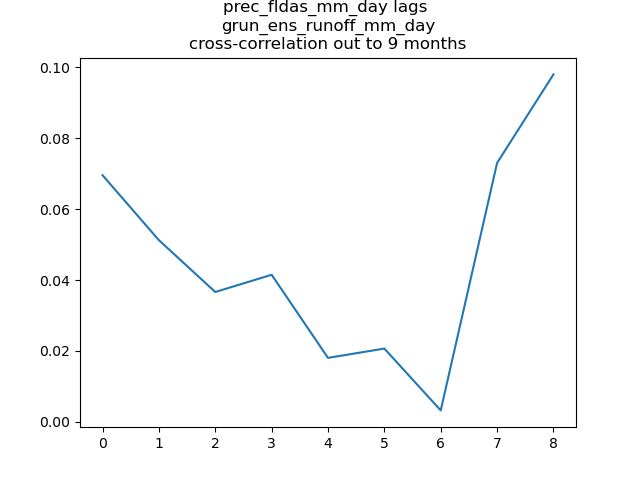 prec_fldas_mm_day lags
grun_ens_runoff_mm_day
cross-correlation out to 9 months
0.10
0.08
0.06
0.04
0.02
0.00
0 1 2 3 4 5 6 7 8